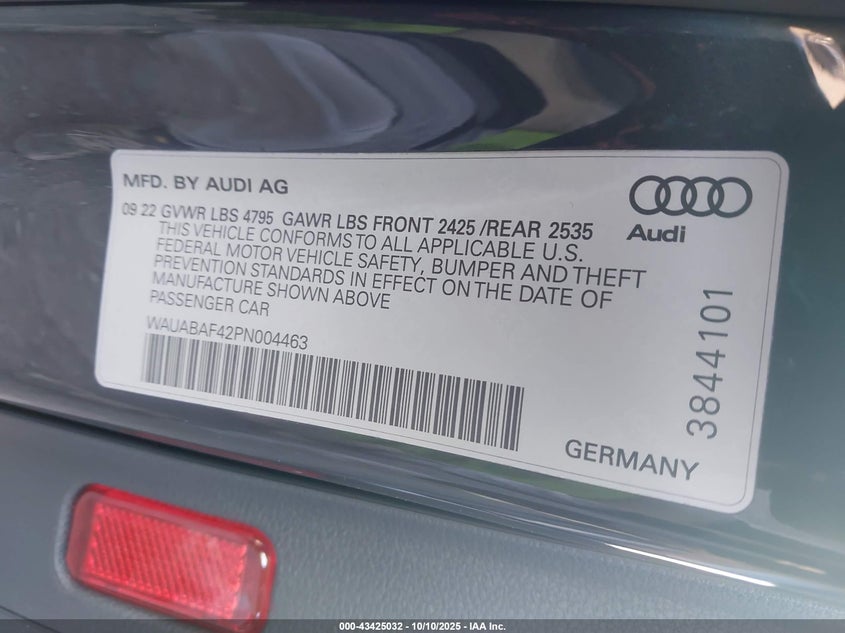 MFD. BY AUDI AG
09 22 GVWR LBS 4795 GAWR LBS FRONT 2425 /REAR 2535
THIS VEHICLE CONFORMS TO ALL APPLICABLE U.S.
FEDERAL MOTOR VEHICLE SAFETY, BUMPER AND THEFT
PREVENTION STANDARDS IN EFFECT ON THE DATE OF
MANUFACTURE SHOWN ABOVE
PASSENGER CAR
WAUABAF42PN004463
Audi
3844101
GERMANY
000-43425032 - 10/10/2025 - IAA Inc.